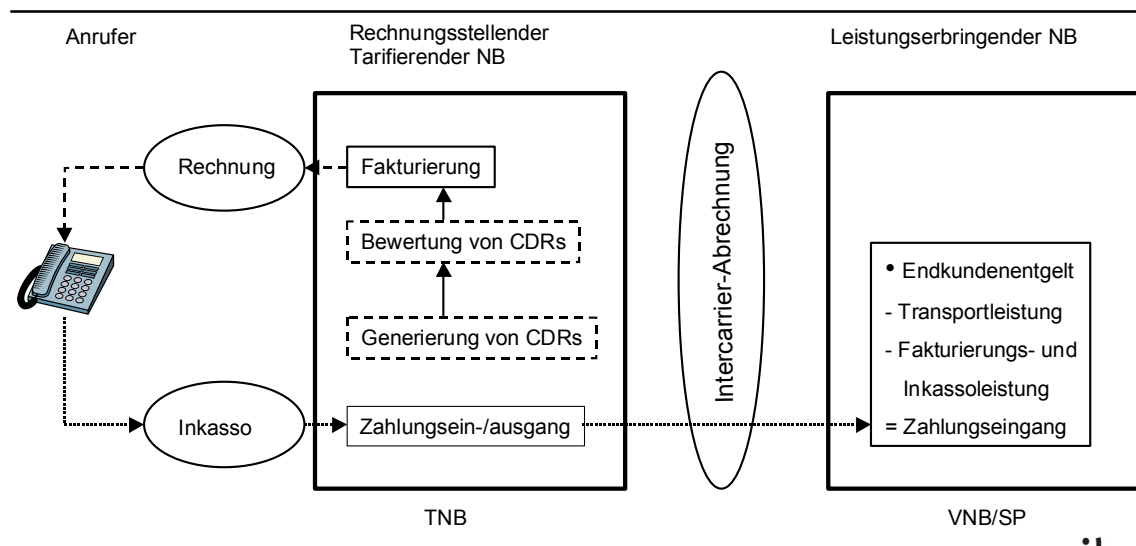 Anrufer
Rechnungsstellender
Tarifierender NB
Leistungserbringender NB
Rechnung
Fakturierung
Bewertung von CDRs
Generierung von CDRs
Inkasso
Zahlungsein-/ausgang
Intercarrier-Abrechnung
• Endkundenentgelt
- Transportleistung
- Fakturierungs- und
Inkassoleistung
= Zahlungseingang
TNB
VNB/SP